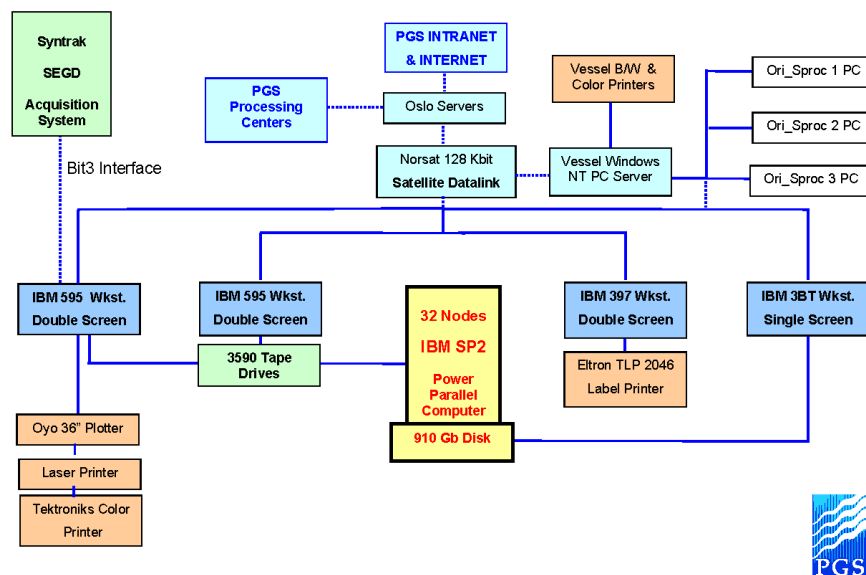 Syntrak
SEGD
Acquisition
System
PGS INTRANET
& INTERNET
PGS
Processing
Centers
Oslo Servers
Vessel B/W &
Color Printers
Ori_Sproc 1 PC
Ori_Sproc 2 PC
Ori_Sproc 3 PC
Bit3 Interface
Norsat 128 Kbit
Satellite Datalink
Vessel Windows
NT PC Server
IBM 595 Wkst.
Double Screen
IBM 595 Wkst.
Double Screen
3590 Tape
Drives
32 Nodes
IBM SP2
Power
Parallel
Computer
910 Gb Disk
IBM 397 Wkst.
Double Screen
Eltron TLP 2046
Label Printer
IBM 3BT Wkst.
Single Screen
Oyo 36" Plotter
Laser Printer
Tektroniks Color
Printer
PGS